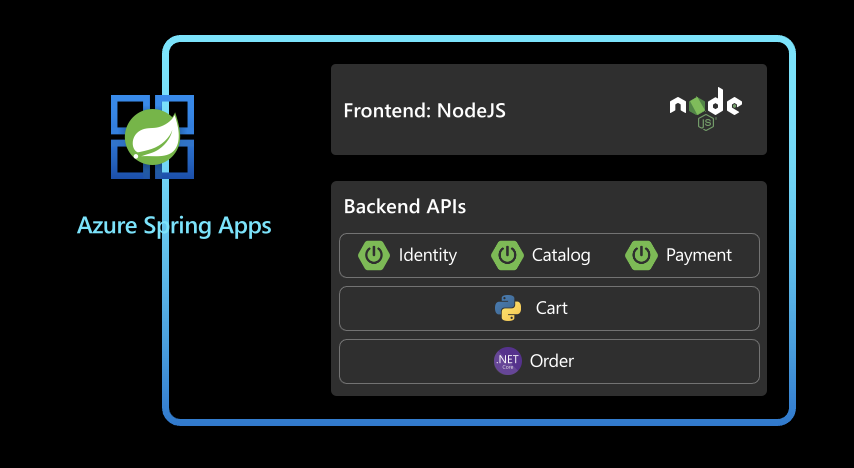 Frontend: NodeJS
node
JS
Azure Spring Apps
Backend APIs
Identity Catalog Payment
Cart
.NET
Core
Order